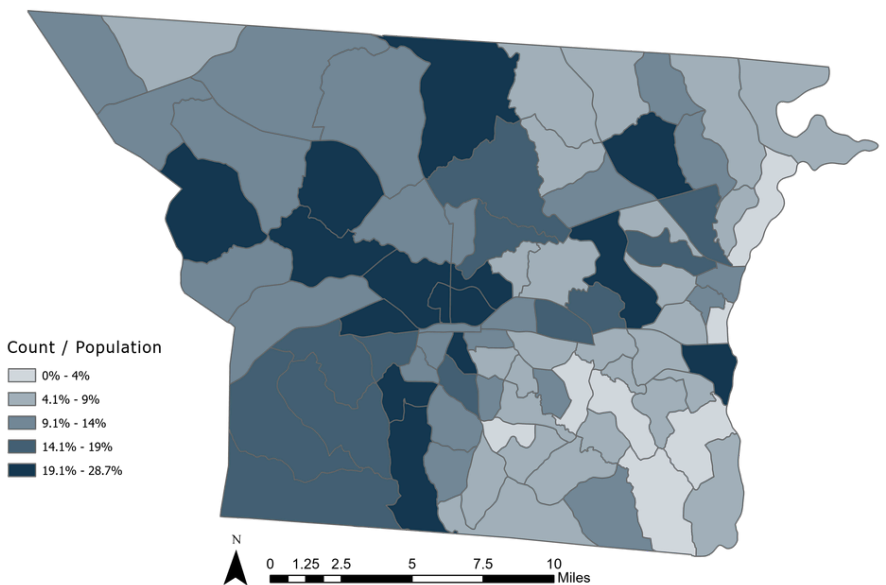 Count / Population
0% - 4%
4.1% - 9%
9.1% - 14%
14.1% - 19%
19.1% - 28.7%
N
0 1.25 2.5 5 7.5 10
Miles